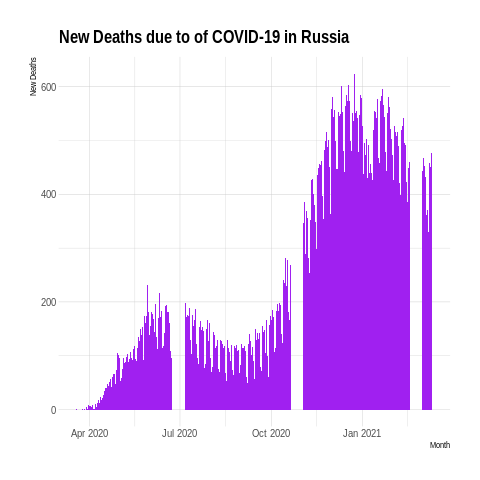 New Deaths due to of COVID-19 in Russia
New Deaths
600
400
200
0
Apr 2020
Jul 2020
Oct 2020
Jan 2021
Month